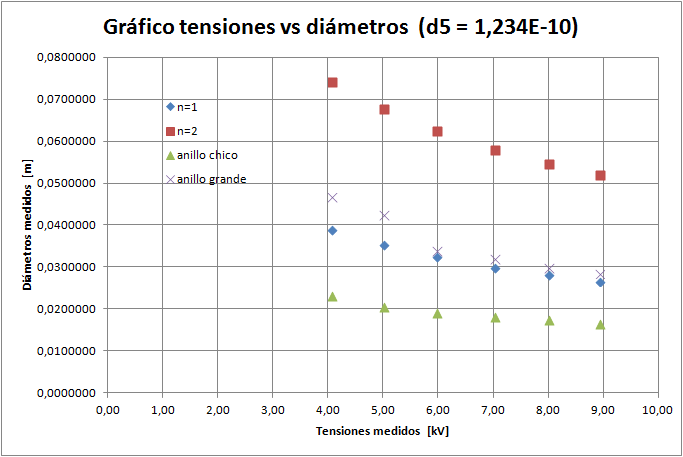 Gráfico tensiones vs diámetros (d5 = 1,234E-10)
Diámetros medidos [m]
0,0800000
0,0700000
0,0600000
0,0500000
0,0400000
0,0300000
0,0200000
0,0100000
0,0000000
n=1
n=2
anillo chico
anillo grande
0,00 1,00 2,00 3,00 4,00 5,00 6,00 7,00 8,00 9,00 10,00
Tensiones medidos [kV]